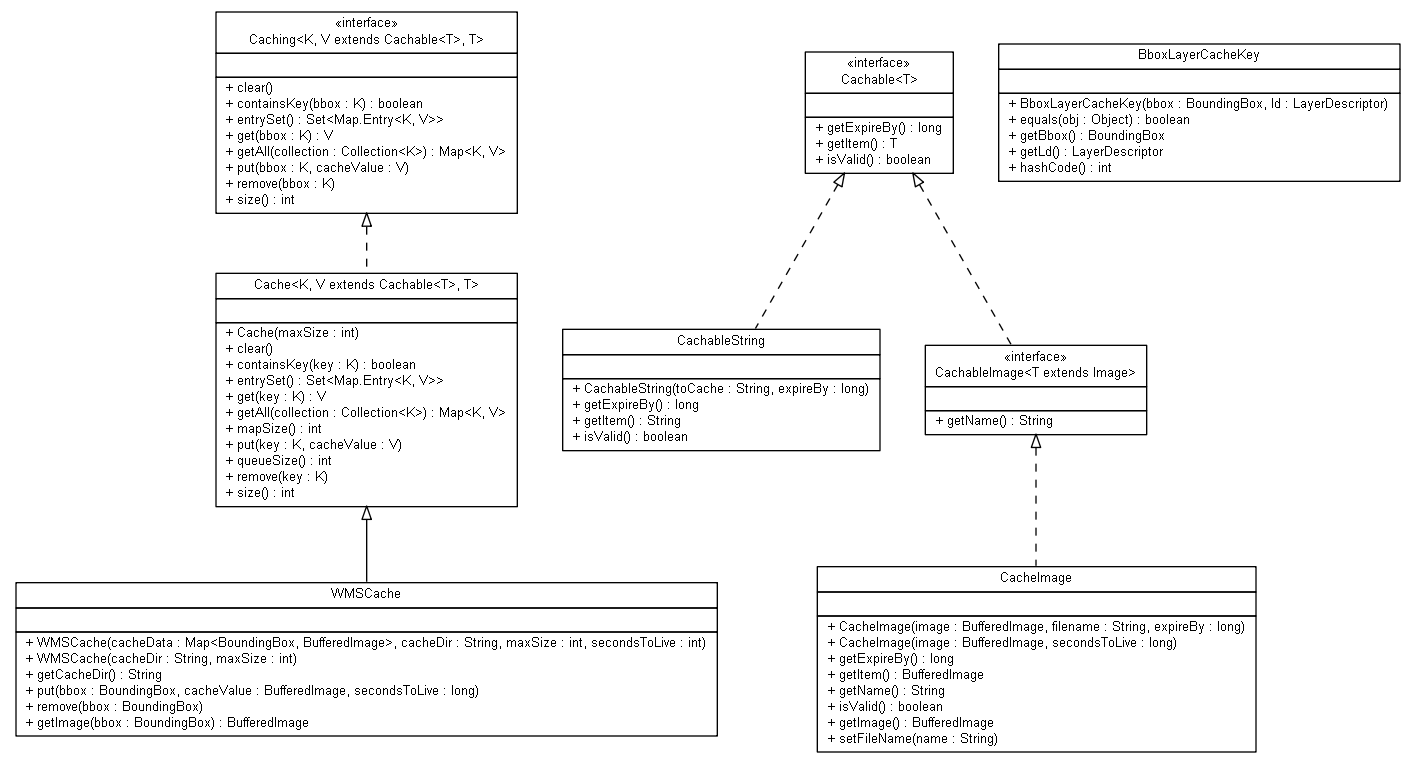 «interface»
Caching<K, V extends Cachable<T>, T>
+ clear()
+ containsKey(bbox : K) : boolean
+ entrySet() : Set<Map.Entry<K, V>>
+ get(bbox : K) : V
+ getAll(collection : Collection<K>) : Map<K, V>
+ put(bbox : K, cacheValue : V)
+ remove(bbox : K)
+ size() : int
«interface»
Cachable<T>
+ getExpireBy() : long
+ getItem() : T
+ isValid() : boolean
BboxLayerCacheKey
+ BboxLayerCacheKey(bbox : BoundingBox, ld : LayerDescriptor)
+ equals(obj : Object) : boolean
+ getBbox() : BoundingBox
+ getLd() : LayerDescriptor
+ hashCode() : int
Cache<K, V extends Cachable<T>, T>
+ Cache(maxSize : int)
+ clear()
+ containsKey(key : K) : boolean
+ entrySet() : Set<Map.Entry<K, V>>
+ get(key : K) : V
+ getAll(collection : Collection<K>) : Map<K, V>
+ mapSize() : int
+ put(key : K, cacheValue : V)
+ queueSize() : int
+ remove(key : K)
+ size() : int
CachableString
+ CachableString(toCache : String, expireBy : long)
+ getExpireBy() : long
+ getItem() : String
+ isValid() : boolean
«interface»
CachableImage<T extends Image>
+ getName() : String
WMSCache
+ WMSCache(cacheData : Map<BoundingBox, BufferedImage>, cacheDir : String, maxSize : int, secondsToLive : int)
+ WMSCache(cacheDir : String, maxSize : int)
+ getCacheDir() : String
+ put(bbox : BoundingBox, cacheValue : BufferedImage, secondsToLive : long)
+ remove(bbox : BoundingBox)
+ getImage(bbox : BoundingBox) : BufferedImage
CacheImage
+ CacheImage(image : BufferedImage, filename : String, expireBy : long)
+ CacheImage(image : BufferedImage, secondsToLive : long)
+ getExpireBy() : long
+ getItem() : BufferedImage
+ getName() : String
+ isValid() : boolean
+ getImage() : BufferedImage
+ setFileName(name : String)